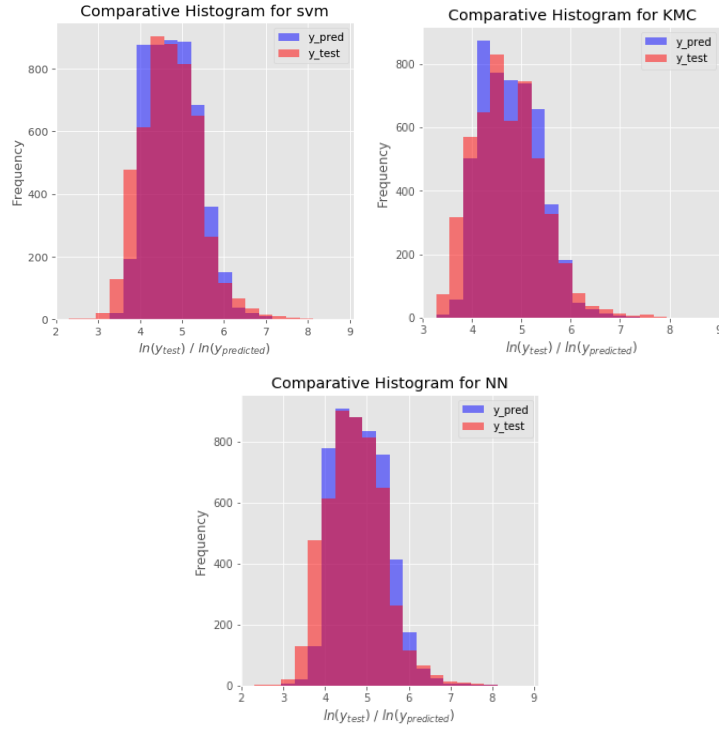 Comparative Histogram for svm
y_pred
y_test
800
600
400
200
0
Frequency
2 3 4 5 6 7 8 9
ln(y_test) / ln(y_predicted)
Comparative Histogram for KMC
y_pred
y_test
800
600
400
200
0
Frequency
3 4 5 6 7 8 9
ln(y_test) / ln(y_predicted)
Comparative Histogram for NN
y_pred
y_test
800
600
400
200
0
Frequency
2 3 4 5 6 7 8 9
ln(y_test) / ln(y_predicted)